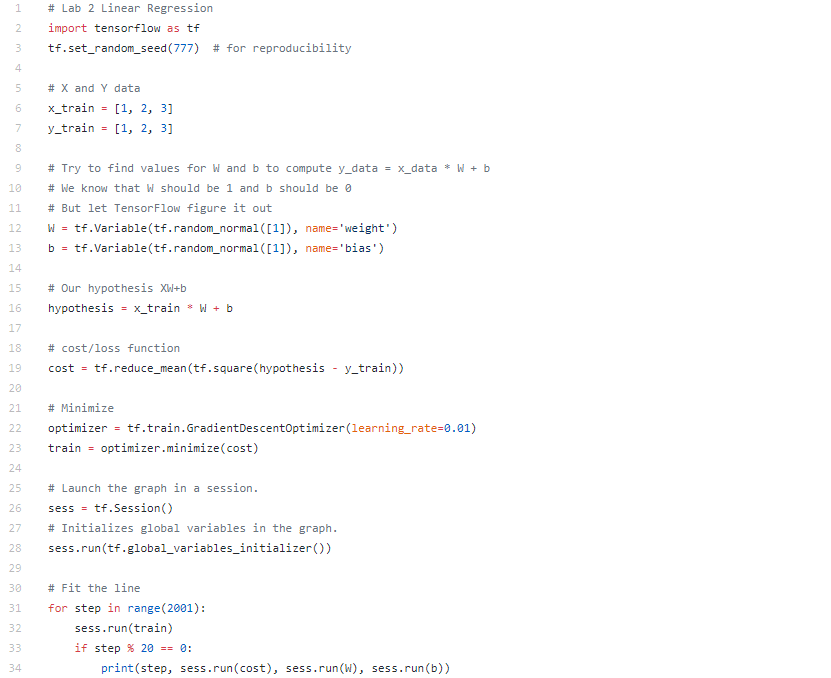 1 # Lab 2 Linear Regression
2 import tensorflow as tf
3 tf.set_random_seed(777)  # for reproducibility
4
5 # X and Y data
6 x_train = [1, 2, 3]
7 y_train = [1, 2, 3]
8
9 # Try to find values for W and b to compute y_data = x_data * W + b
10 # We know that W should be 1 and b should be 0
11 # But let TensorFlow figure it out
12 W = tf.Variable(tf.random_normal([1]), name='weight')
13 b = tf.Variable(tf.random_normal([1]), name='bias')
14
15 # Our hypothesis XW+b
16 hypothesis = x_train * W + b
17
18 # cost/loss function
19 cost = tf.reduce_mean(tf.square(hypothesis - y_train))
20
21 # Minimize
22 optimizer = tf.train.GradientDescentOptimizer(learning_rate=0.01)
23 train = optimizer.minimize(cost)
24
25 # Launch the graph in a session.
26 sess = tf.Session()
27 # Initializes global variables in the graph.
28 sess.run(tf.global_variables_initializer())
29
30 # Fit the line
31 for step in range(2001):
32     sess.run(train)
33     if step % 20 == 0:
34         print(step, sess.run(cost), sess.run(W), sess.run(b))